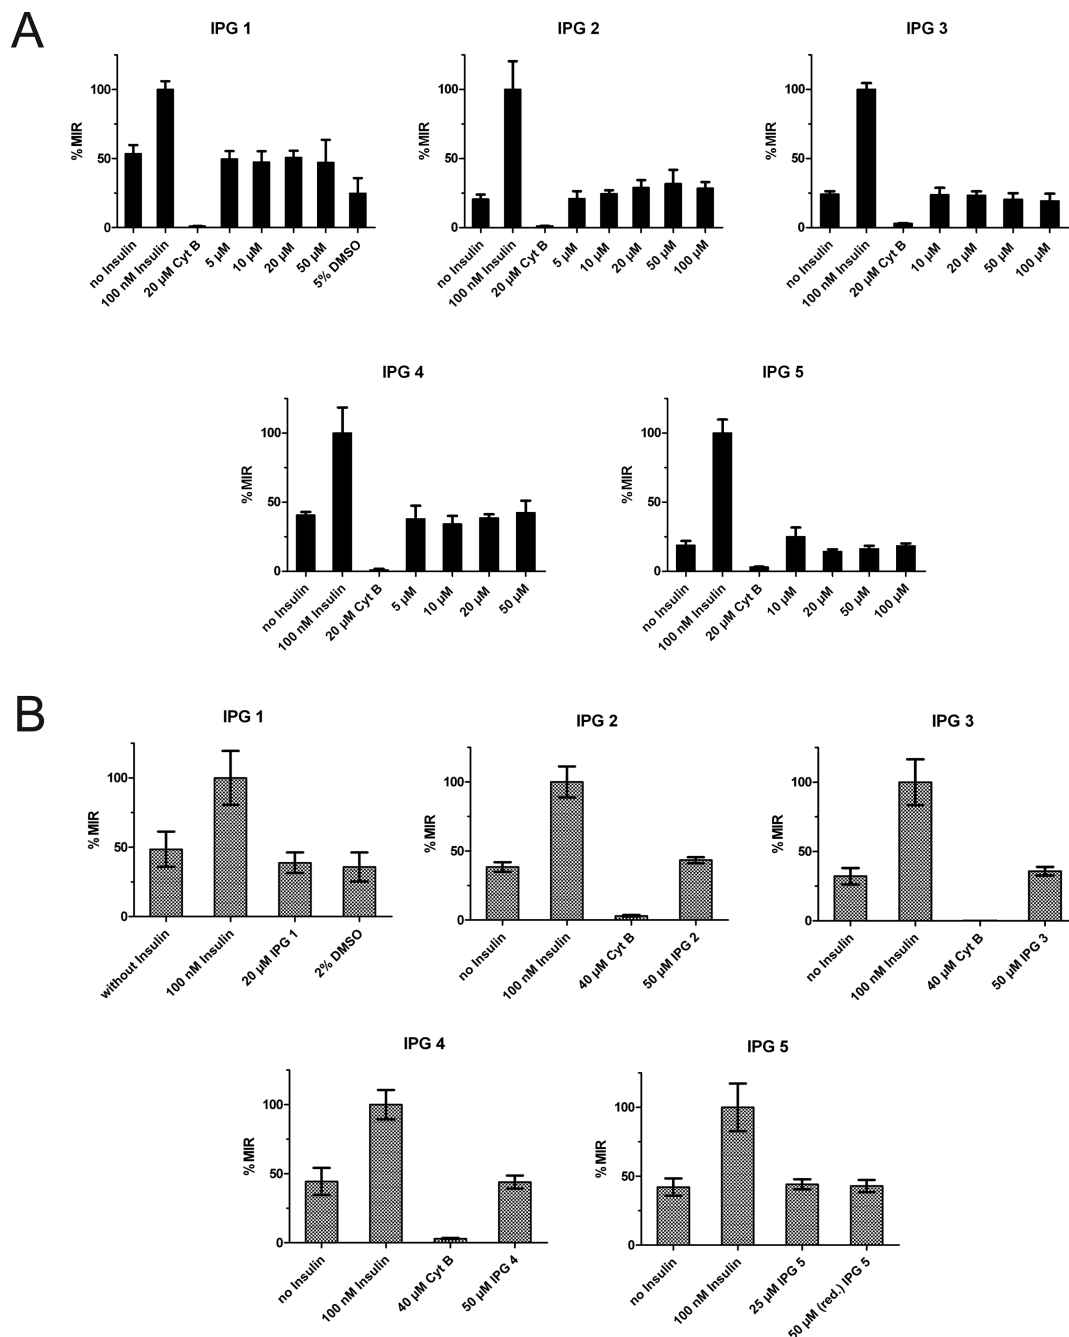 A
IPG 1
% MIR
100
50
0
no Insulin
100 nM Insulin
20 µM Cyt B
5 µM
10 µM
20 µM
50 µM
5% DMSO
IPG 2
% MIR
100
50
0
no Insulin
100 nM Insulin
20 µM Cyt B
5 µM
10 µM
20 µM
50 µM
100 µM
IPG 3
% MIR
100
50
0
no Insulin
100 nM Insulin
20 µM Cyt B
10 µM
20 µM
50 µM
100 µM
IPG 4
% MIR
100
50
0
no Insulin
100 nM Insulin
20 µM Cyt B
5 µM
10 µM
20 µM
50 µM
IPG 5
% MIR
100
50
0
no Insulin
100 nM Insulin
20 µM Cyt B
10 µM
20 µM
50 µM
100 µM
B
IPG 1
% MIR
100
50
0
without Insulin
100 nM Insulin
20 µM IPG 1
2% DMSO
IPG 2
% MIR
100
50
0
no Insulin
100 nM Insulin
40 µM Cyt B
50 µM IPG 2
IPG 3
% MIR
100
50
0
no Insulin
100 nM Insulin
40 µM Cyt B
50 µM IPG 3
IPG 4
% MIR
100
50
0
no Insulin
100 nM Insulin
40 µM Cyt B
50 µM IPG 4
IPG 5
% MIR
100
50
0
no Insulin
100 nM Insulin
25 µM IPG 5
50 µM (red.) IPG 5